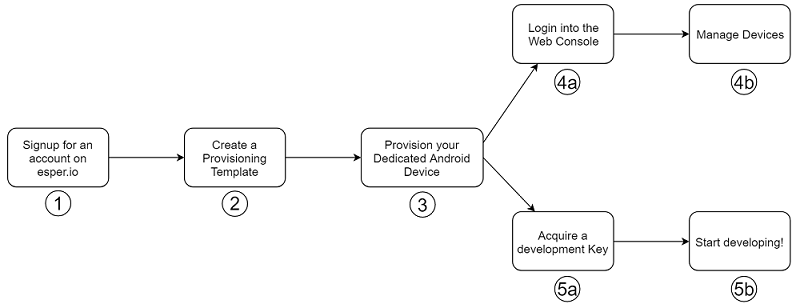 Signup for an
account on
esper.io
1
Create a
Provisioning
Template
2
Provision your
Dedicated Android
Device
3
Login into the
Web Console
4a
Manage Devices
4b
Acquire a
development Key
5a
Start developing!
5b